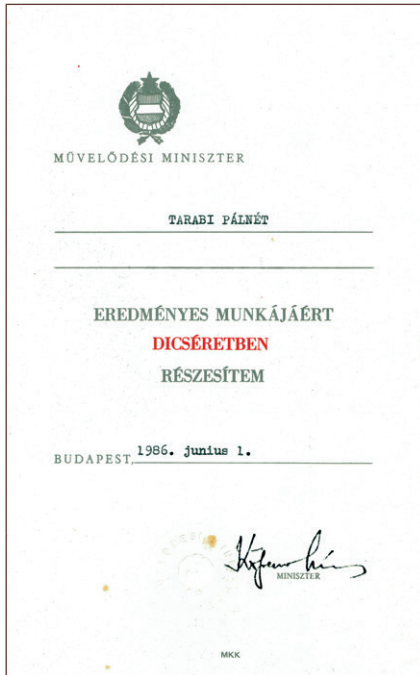 MŰVELŐDÉSI MINISZTER
TARABI PÁLNÉT
EREDMÉNYES MUNKÁJÁÉRT
DICSÉRETBEN
RÉSZESÍTEM
BUDAPEST, 1986. junius 1.
MINISZTER
MKK